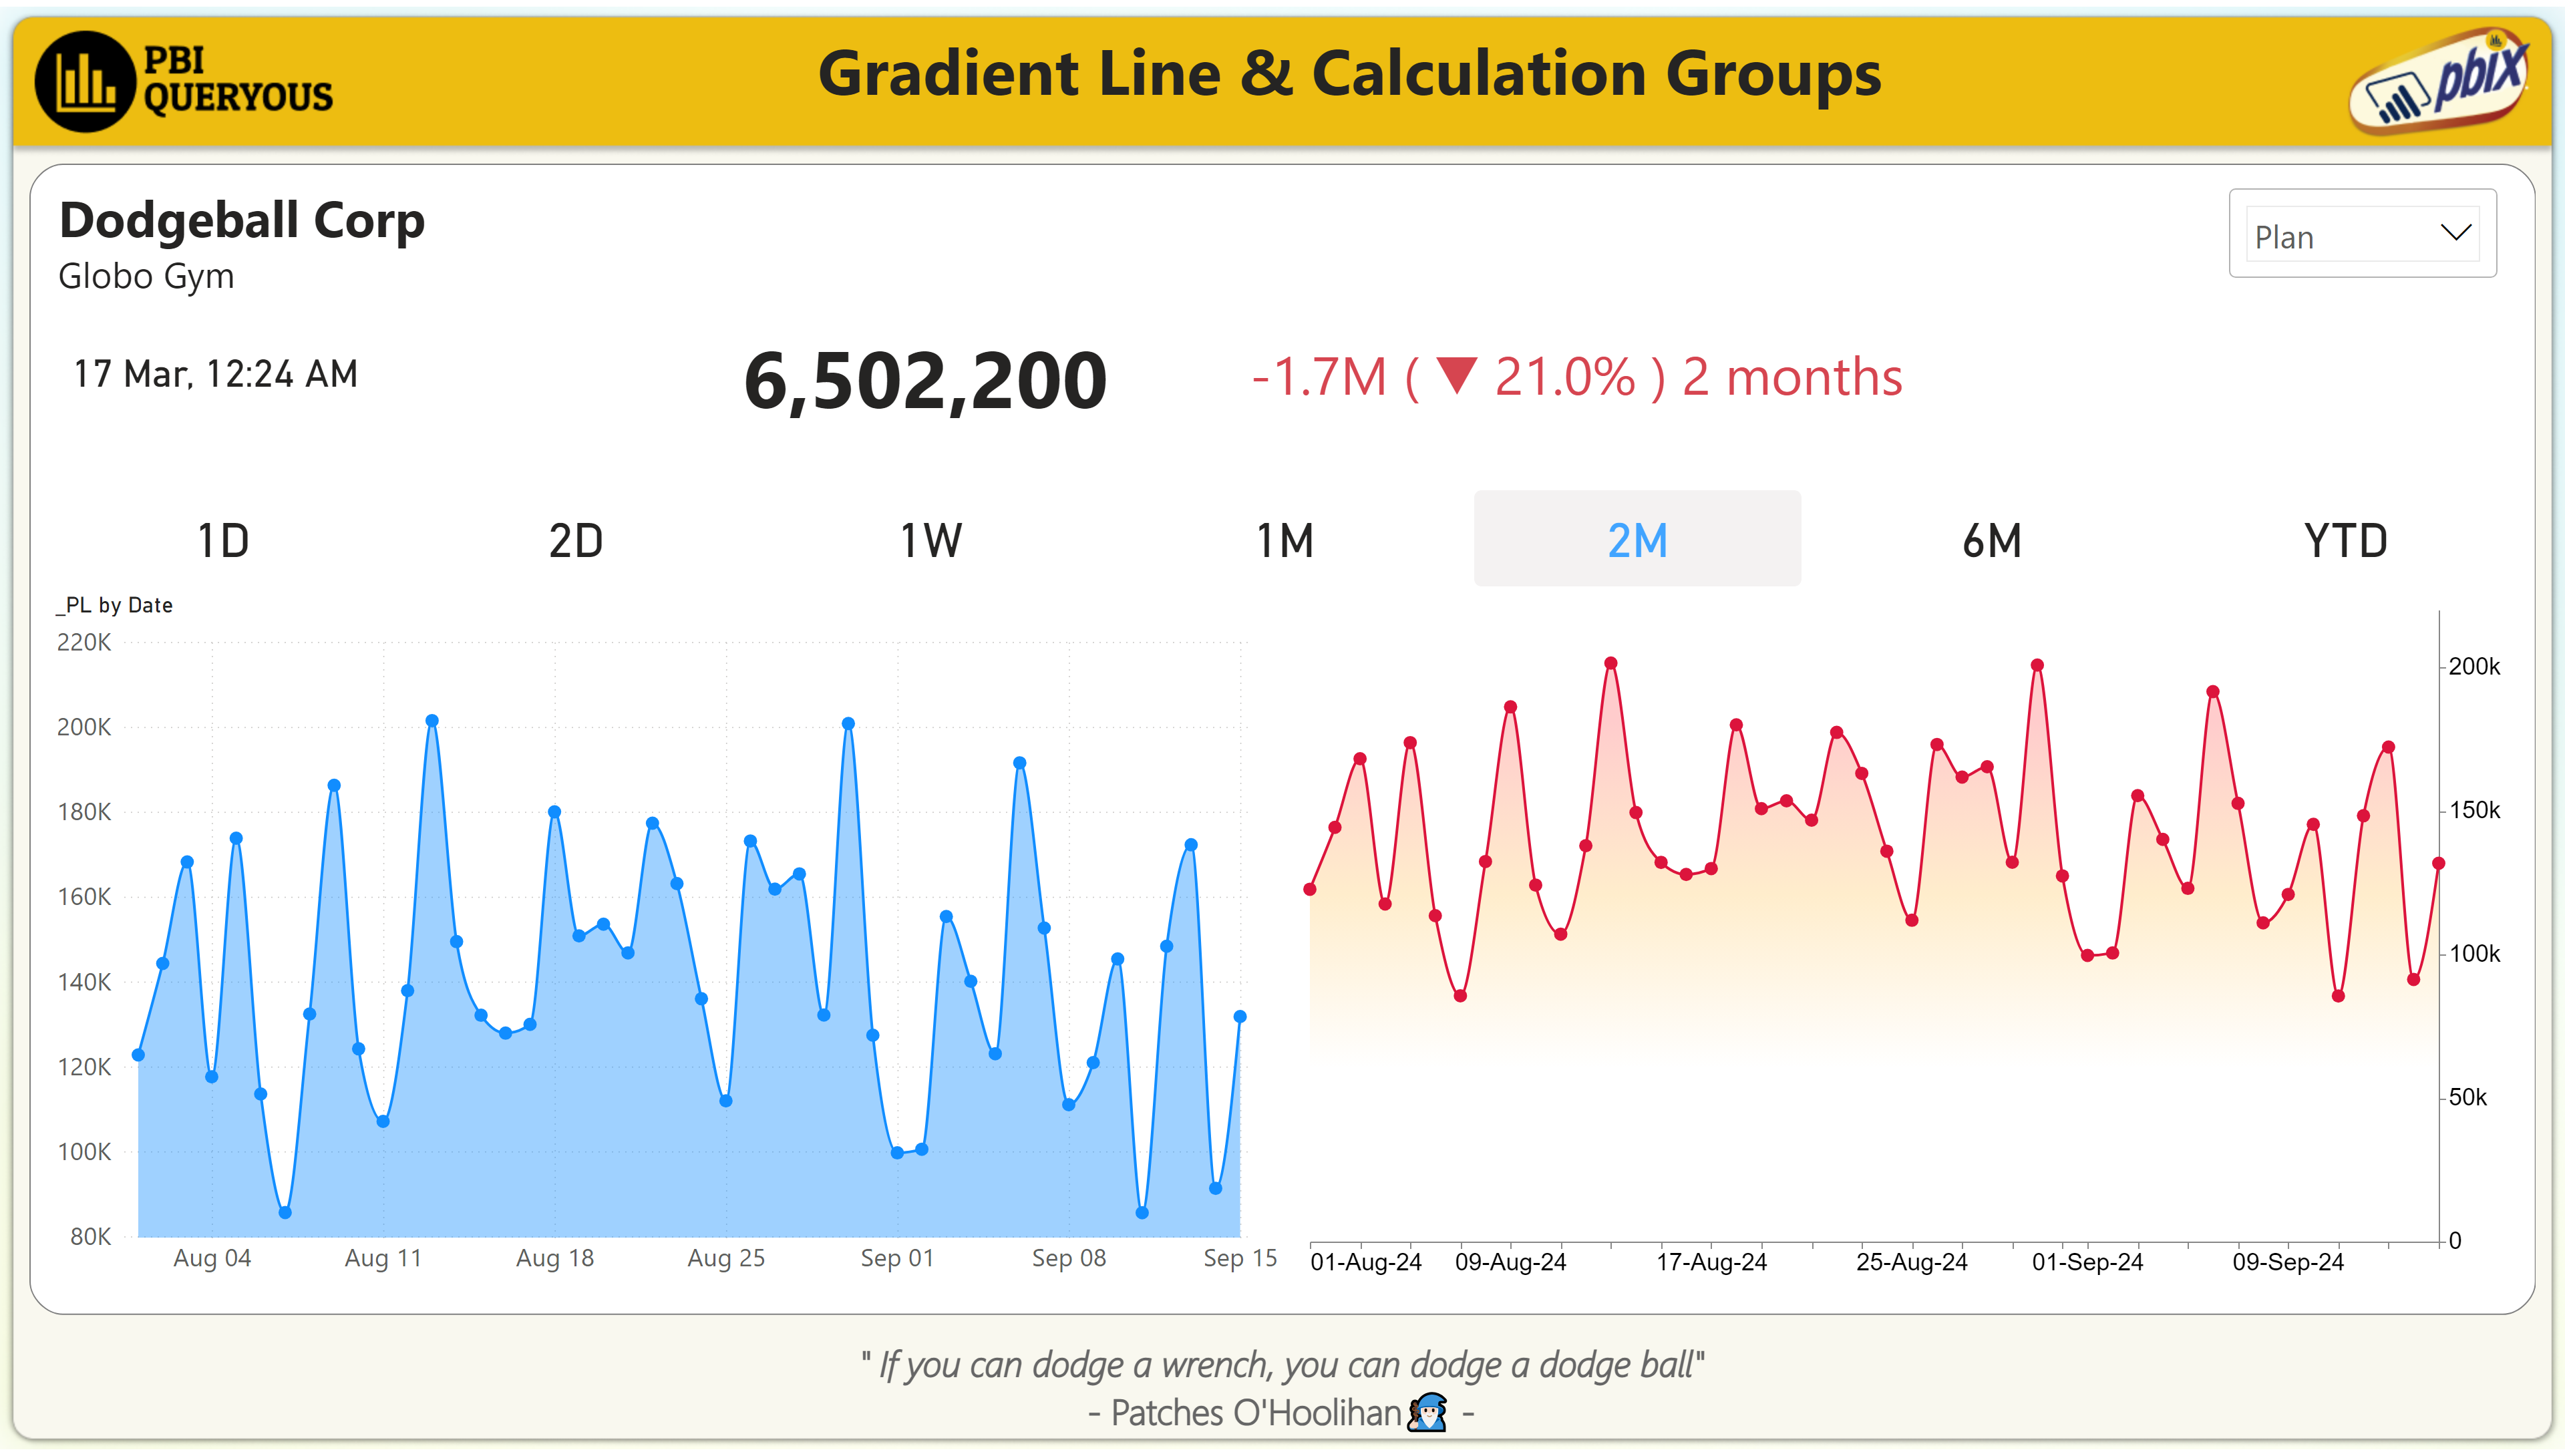 PBI
QUERYOUS
Gradient Line & Calculation Groups
pbix
Dodgeball Corp
Globo Gym
Plan
17 Mar, 12:24 AM
6,502,200
-1.7M ( ▼ 21.0% ) 2 months
1D 2D 1W 1M 2M 6M YTD
_PL by Date
220K
200K
180K
160K
140K
120K
100K
80K
Aug 04 Aug 11 Aug 18 Aug 25 Sep 01 Sep 08 Sep 15
200k
150k
100k
50k
0
01-Aug-24 09-Aug-24 17-Aug-24 25-Aug-24 01-Sep-24 09-Sep-24
" If you can dodge a wrench, you can dodge a dodge ball"
- Patches O'Hoolihan🧙‍♂️ -